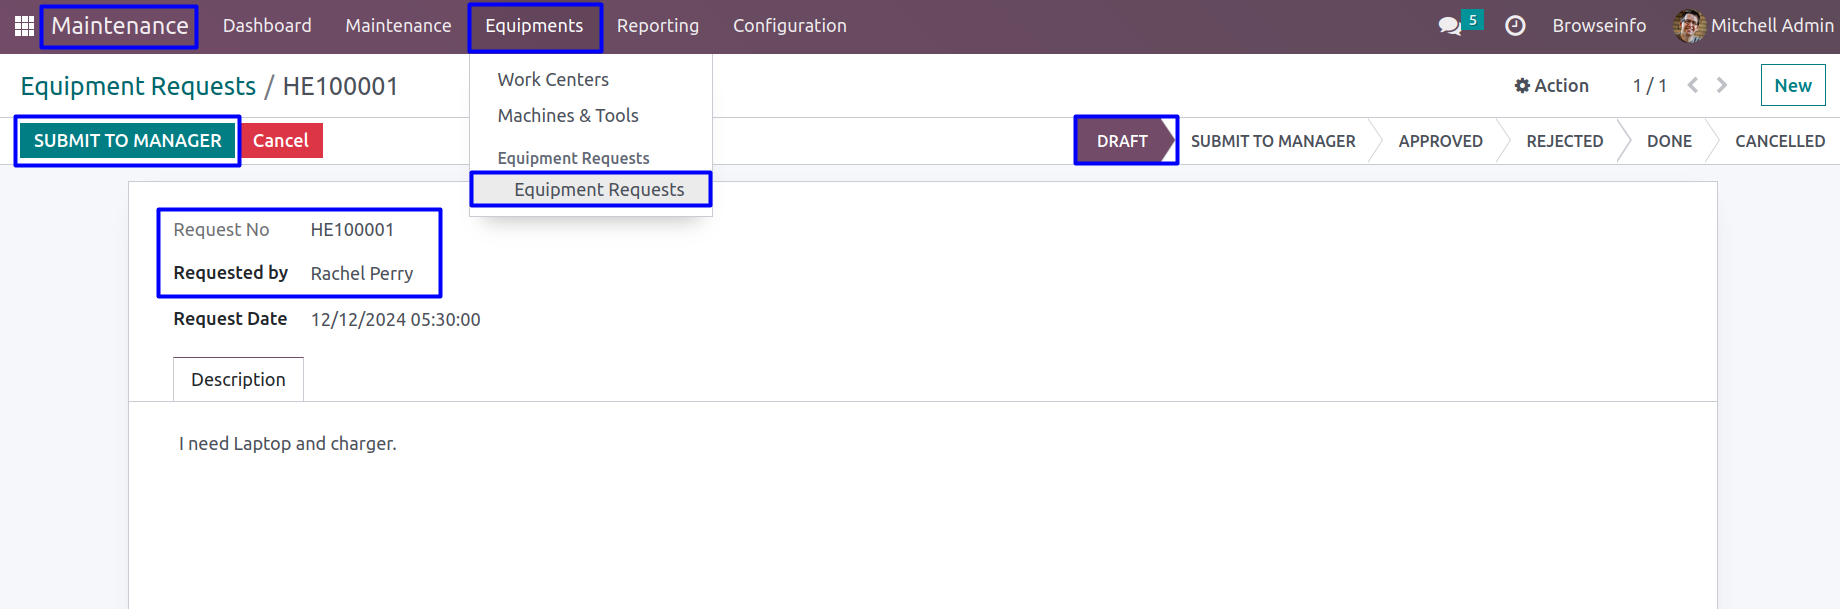 Maintenance Dashboard Maintenance Equipments Reporting Configuration 5 Browseinfo Mitchell Admin
Work Centers
Machines & Tools
Equipment Requests
Equipment Requests
Equipment Requests / HE100001 Action 1 / 1 New
SUBMIT TO MANAGER Cancel DRAFT SUBMIT TO MANAGER APPROVED REJECTED DONE CANCELLED
Request No HE100001
Requested by Rachel Perry
Request Date 12/12/2024 05:30:00
Description
I need Laptop and charger.